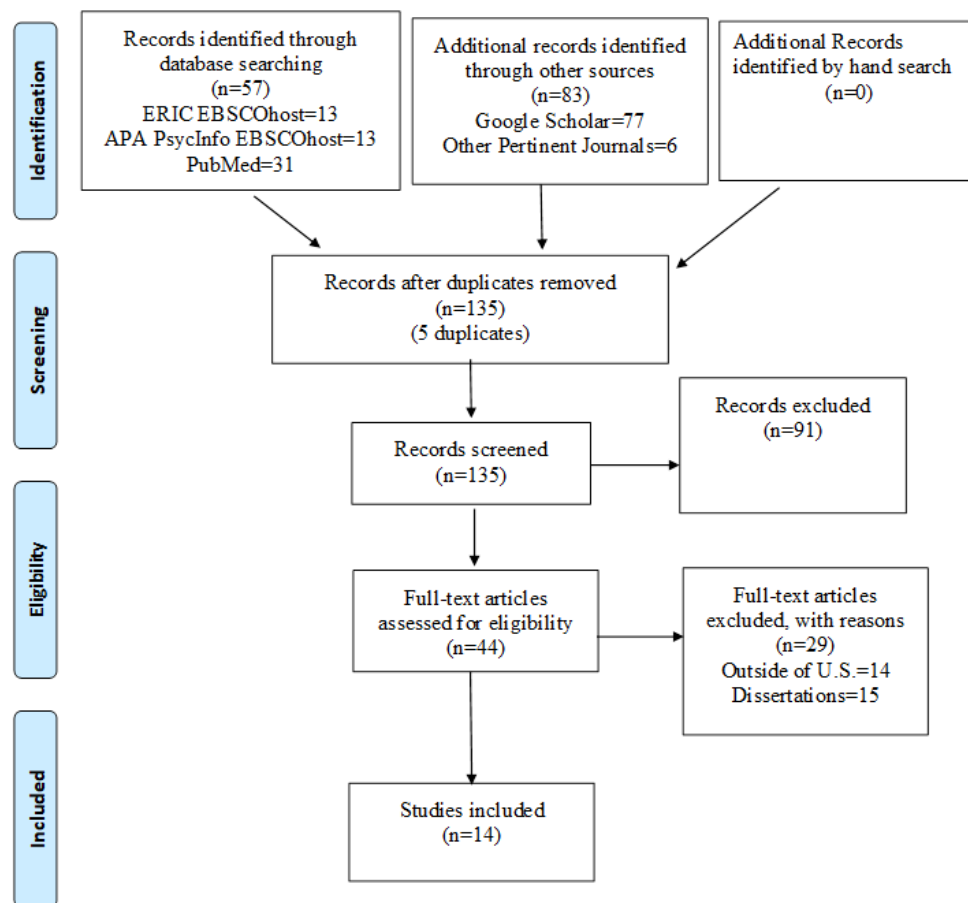 Identification
Records identified through
database searching
(n=57)
ERIC EBSCOhost=13
APA PsycInfo EBSCOhost=13
PubMed=31
Additional records identified
through other sources
(n=83)
Google Scholar=77
Other Pertinent Journals=6
Additional Records
identified by hand search
(n=0)
Screening
Records after duplicates removed
(n=135)
(5 duplicates)
Records screened
(n=135)
Records excluded
(n=91)
Eligibility
Full-text articles
assessed for eligibility
(n=44)
Full-text articles
excluded, with reasons
(n=29)
Outside of U.S.=14
Dissertations=15
Included
Studies included
(n=14)